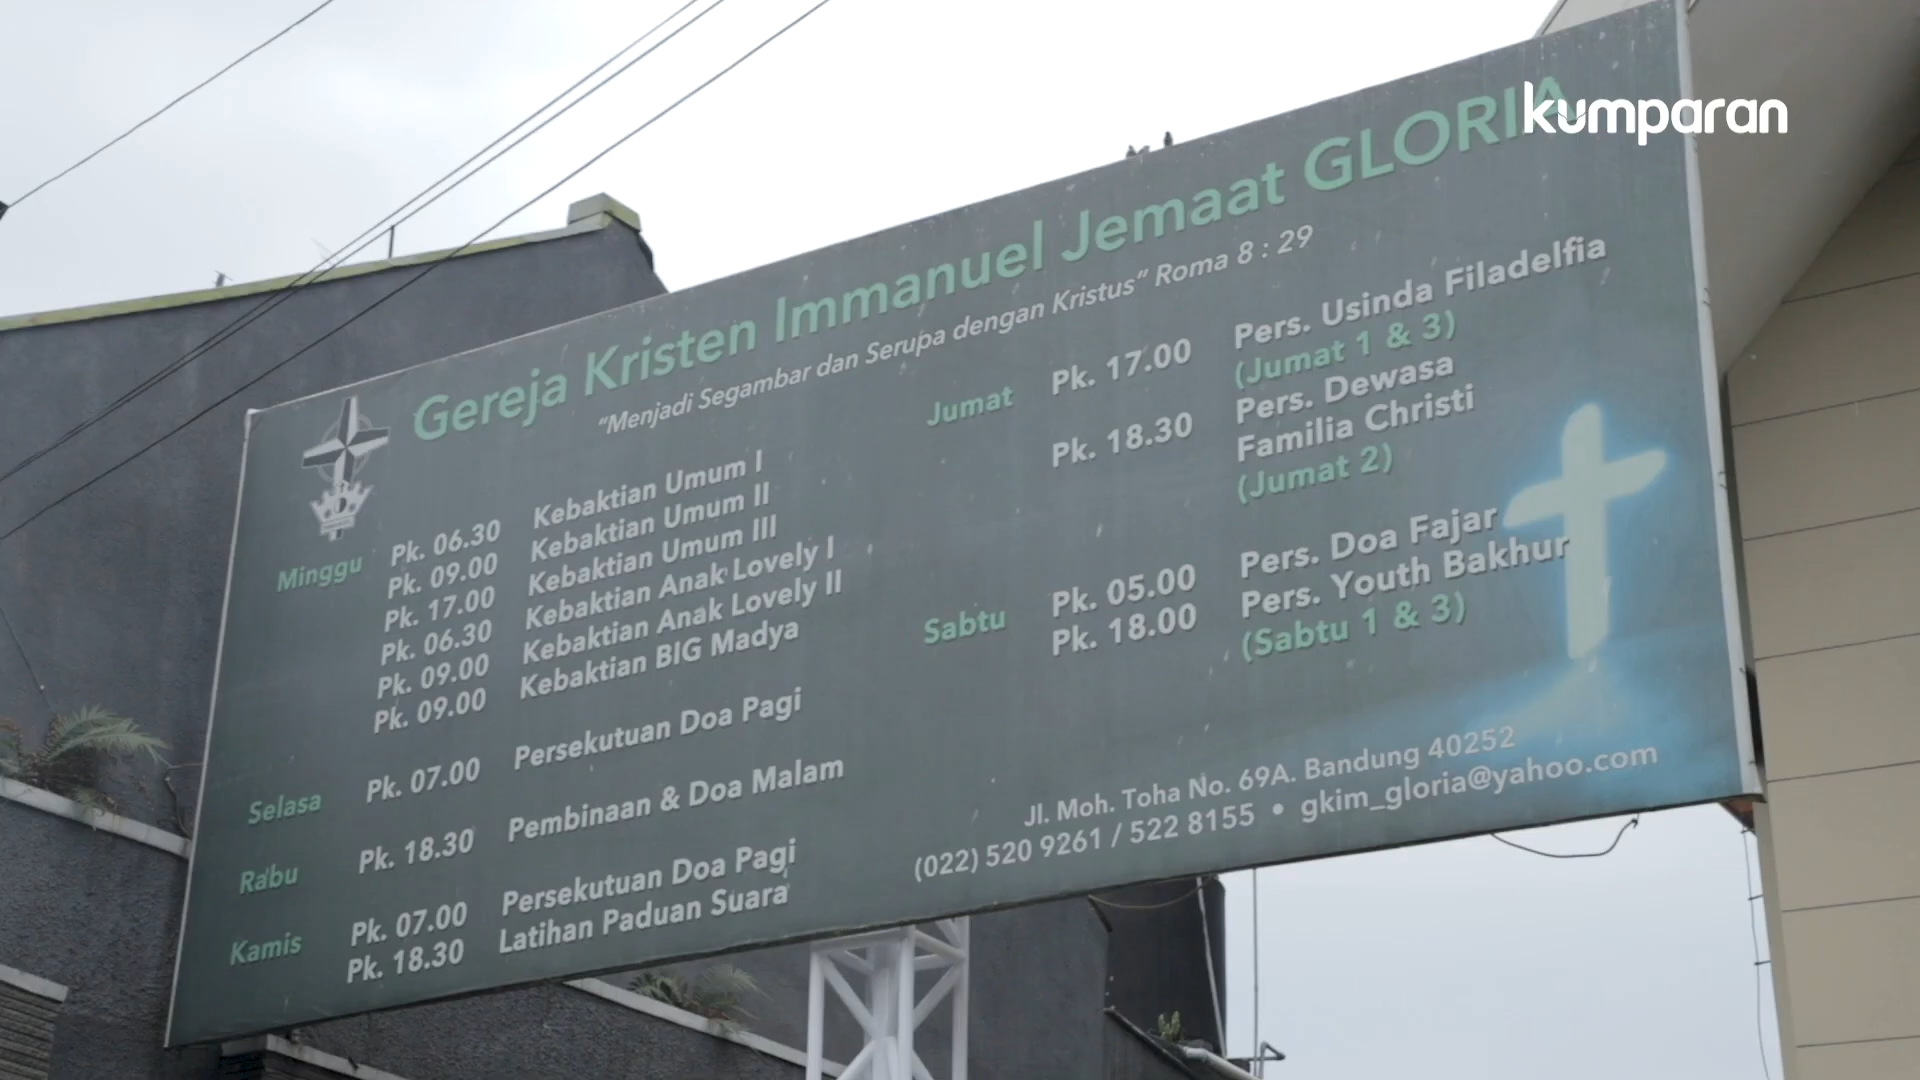 kumparan
Gereja Kristen Immanuel Jemaat GLORIA
“Menjadi Segambar dan Serupa dengan Kristus” Roma 8 : 29
Minggu Pk. 06.30 Kebaktian Umum I
Pk. 09.00 Kebaktian Umum II
Pk. 17.00 Kebaktian Umum III
Pk. 06.30 Kebaktian Anak Lovely I
Pk. 09.00 Kebaktian Anak Lovely II
Pk. 09.00 Kebaktian BIG Madya
Selasa Pk. 07.00 Persekutuan Doa Pagi
Rabu Pk. 18.30 Pembinaan & Doa Malam
Kamis Pk. 07.00 Persekutuan Doa Pagi
Pk. 18.30 Latihan Paduan Suara
Jumat Pk. 17.00 Pers. Usinda Filadelfia
(Jumat 1 & 3)
Pk. 18.30 Pers. Dewasa
Familia Christi
(Jumat 2)
Sabtu Pk. 05.00 Pers. Doa Fajar
Pk. 18.00 Pers. Youth Bakhur
(Sabtu 1 & 3)
Jl. Moh. Toha No. 69A. Bandung 40252
(022) 520 9261 / 522 8155 • gkim_gloria@yahoo.com